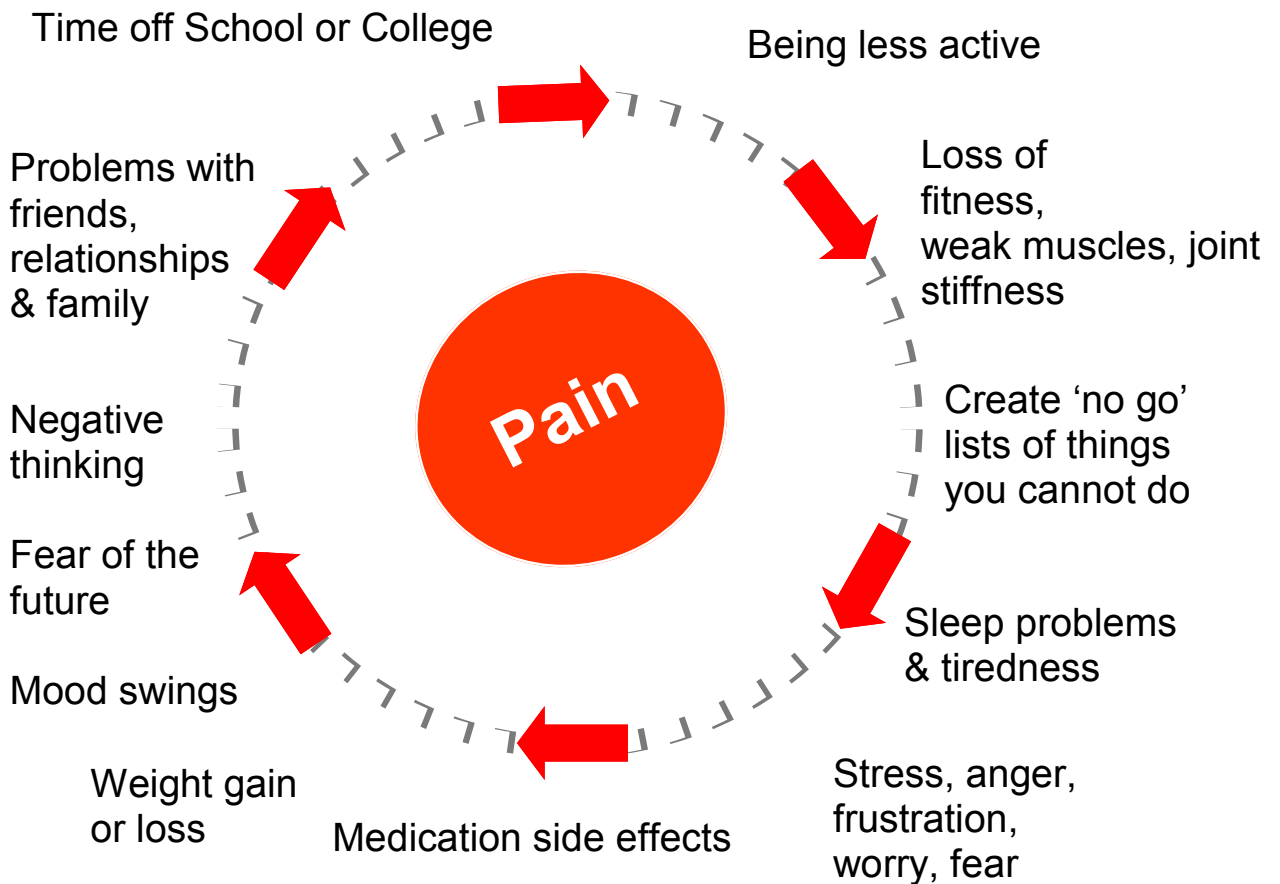 Time off School or College
Being less active
Loss of
fitness,
weak muscles, joint
stiffness
Create ‘no go’
lists of things
you cannot do
Sleep problems
& tiredness
Stress, anger,
frustration,
worry, fear
Medication side effects
Weight gain
or loss
Mood swings
Fear of the
future
Negative
thinking
Problems with
friends,
relationships
& family
Pain